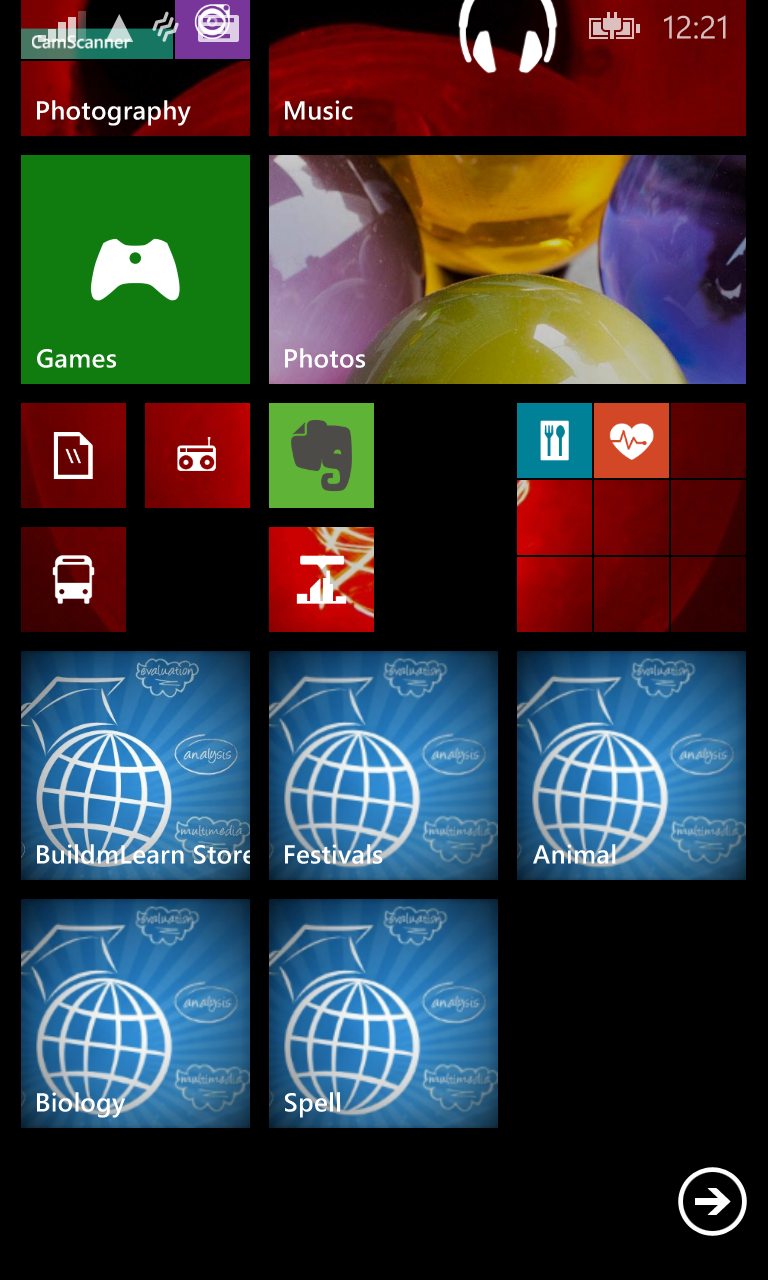 12:21
CamScanner
Photography
Music
Games
Photos
evaluation
analysis
multimedia
BuildmLearn Store
evaluation
analysis
multimedia
Festivals
evaluation
analysis
multimedia
Animal
evaluation
analysis
multimedia
Biology
evaluation
analysis
multimedia
Spell